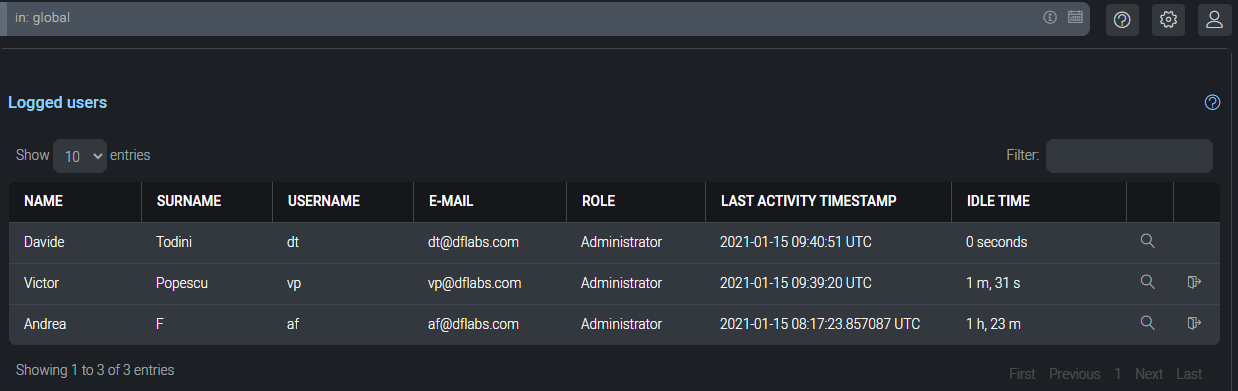 in: global
Logged users
Show 10 entries Filter:
NAME SURNAME USERNAME E-MAIL ROLE LAST ACTIVITY TIMESTAMP IDLE TIME
Davide Todini dt dt@dflabs.com Administrator 2021-01-15 09:40:51 UTC 0 seconds
Victor Popescu vp vp@dflabs.com Administrator 2021-01-15 09:39:20 UTC 1 m, 31 s
Andrea F af af@dflabs.com Administrator 2021-01-15 08:17:23.857087 UTC 1 h, 23 m
Showing 1 to 3 of 3 entries First Previous 1 Next Last